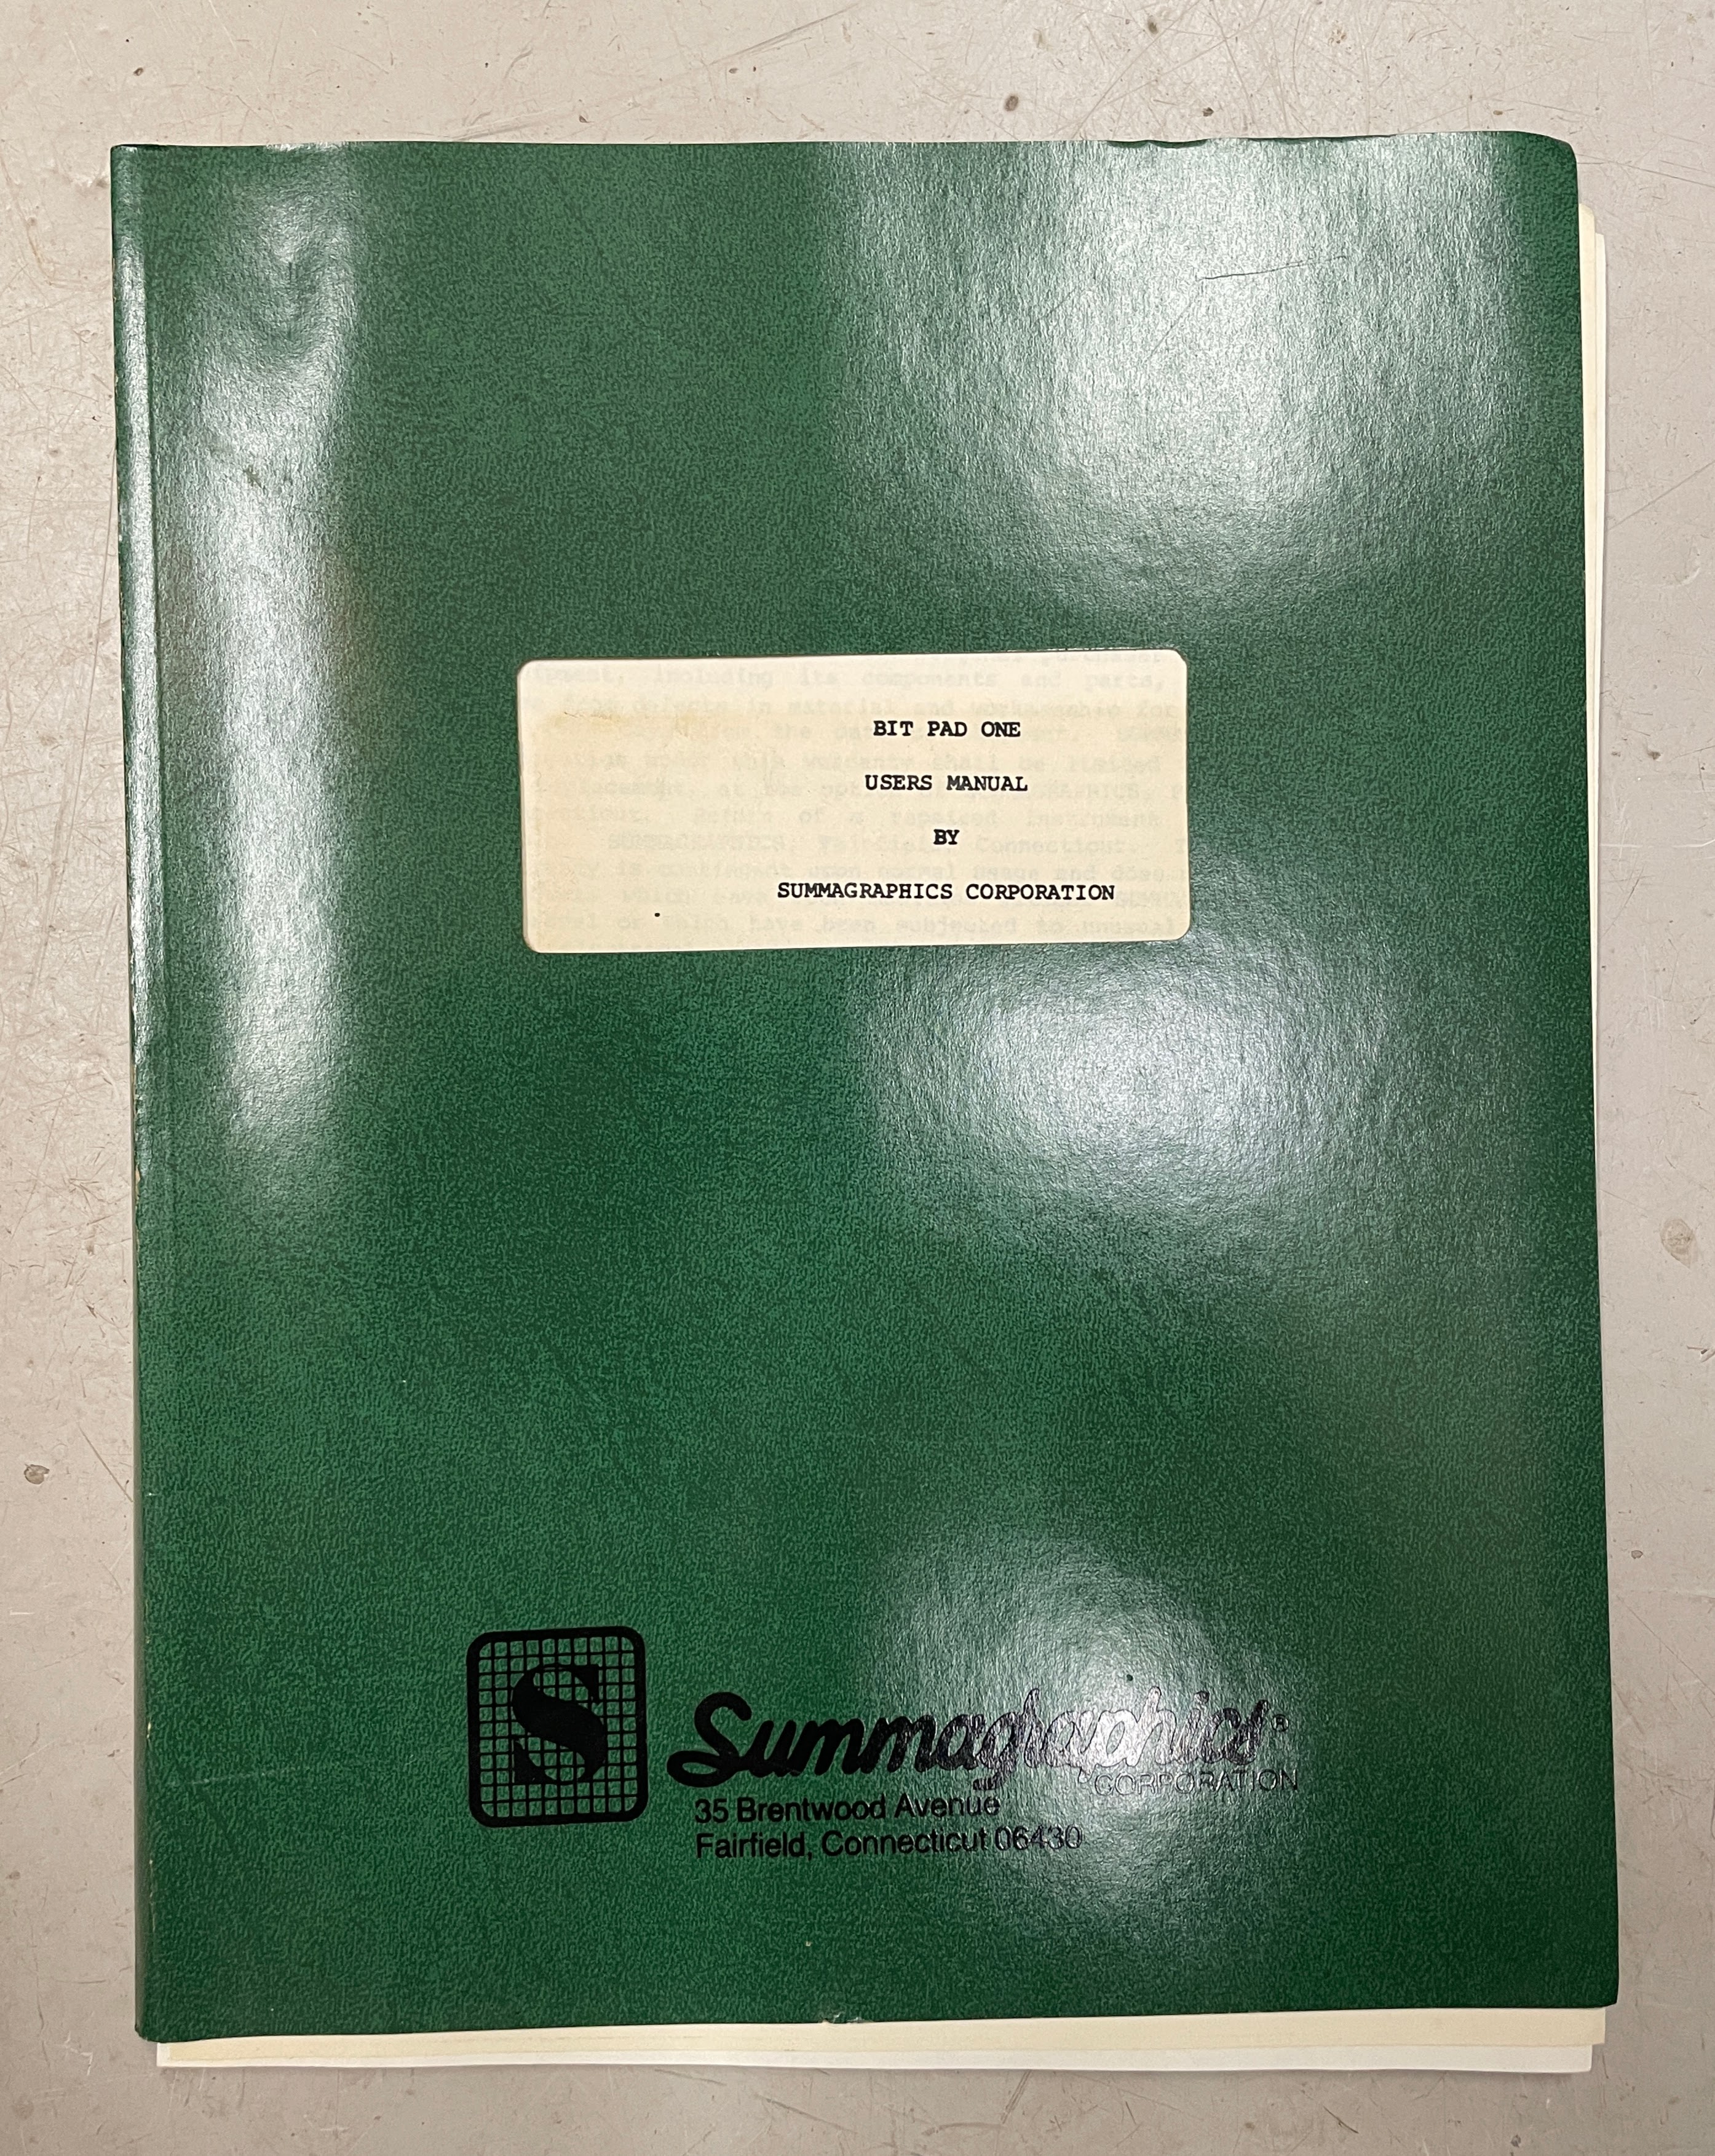 BIT PAD ONE
USERS MANUAL
BY
SUMMAGRAPHICS CORPORATION
S
Summagraphics®
CORPORATION
35 Brentwood Avenue
Fairfield, Connecticut 06430